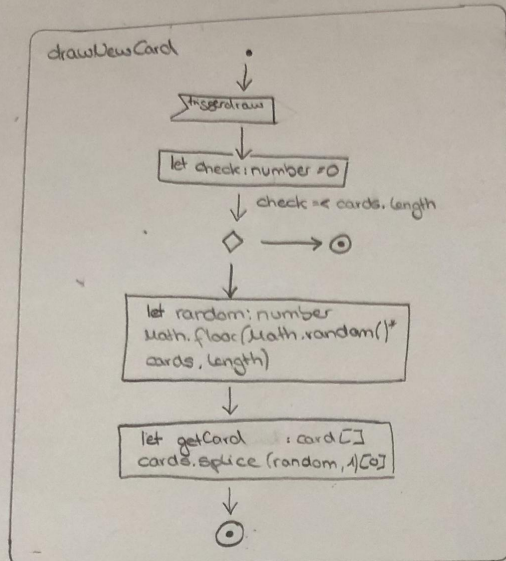 drawNewCard
triggerdraw
let check: number =0
check =< cards.length
let random: number
Math.floor(Math.random()*
cards.length)
let getCard : card[]
cards.splice(random,1)[0]